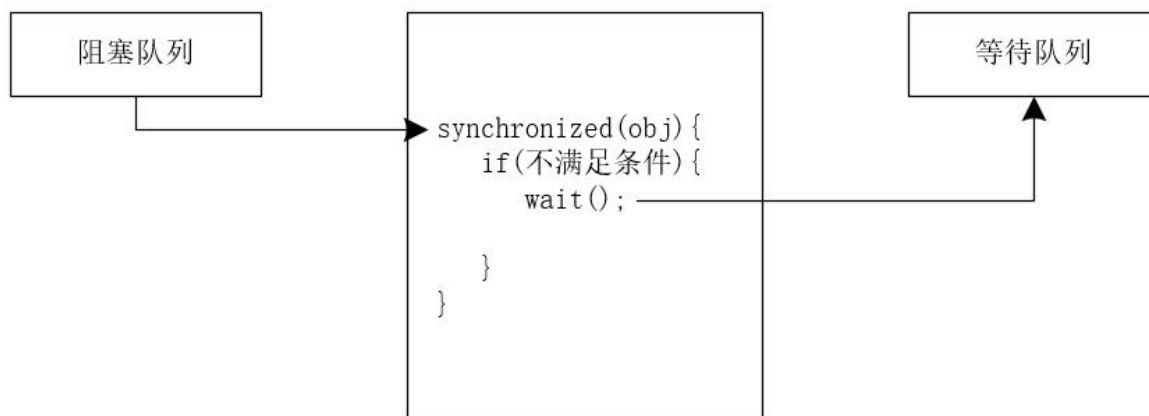 阻塞队列
等待队列
synchronized(obj){
if(不满足条件){
wait();
}
}